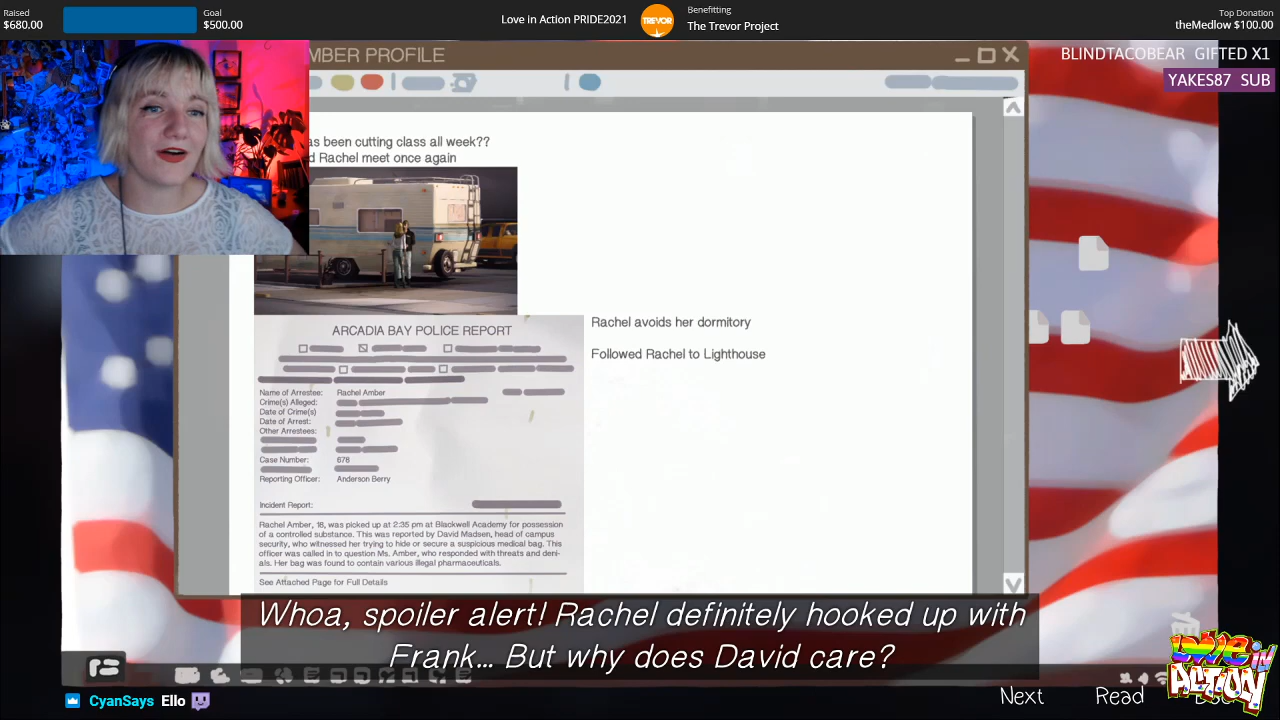 Raised
$680.00
Goal
$500.00
Love in Action PRIDE2021
TREVOR
Benefitting
The Trevor Project
Top Donation
theMedlow $100.00
MBER PROFILE
BLINDTACOBEAR GIFTED X1
YAKES87 SUB
as been cutting class all week??
d Rachel meet once again
ARCADIA BAY POLICE REPORT
Name of Arrestee: Rachel Amber
Crime(s) Alleged:
Date of Crime(s)
Date of Arrest:
Other Arrestees:
Case Number: 678
Reporting Officer: Anderson Berry
Incident Report:
Rachel Amber, 18, was picked up at 2:35 pm at Blackwell Academy for possession
of a controlled substance. This was reported by David Madsen, head of campus
security, who witnessed her trying to hide or secure a suspicious medical bag. This
officer was called in to question Ms. Amber, who responded with threats and deni-
als. Her bag was found to contain various illegal pharmaceuticals.
See Attached Page for Full Details
Rachel avoids her dormitory
Followed Rachel to Lighthouse
Whoa, spoiler alert! Rachel definitely hooked up with
Frank... But why does David care?
CyanSays Ello
Next Read
LOVE in
ACTION